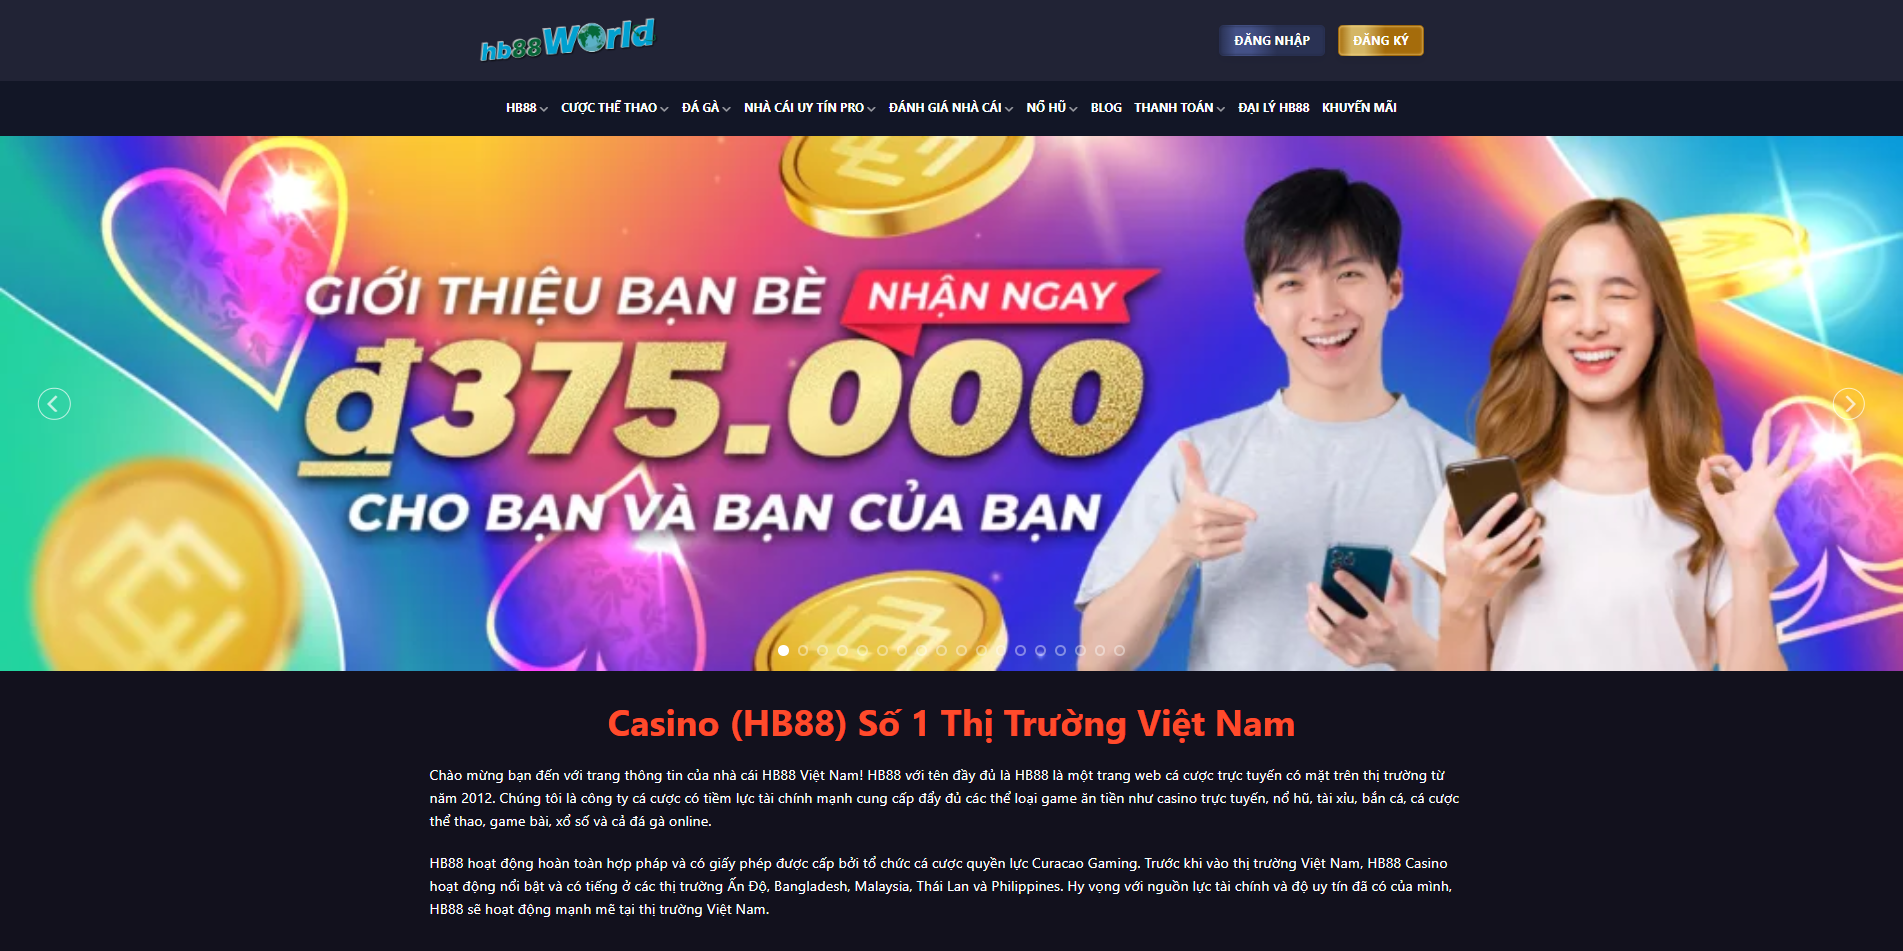 hb88World
ĐĂNG NHẬP
ĐĂNG KÝ
HB88
CƯỢC THỂ THAO
ĐÁ GÀ
NHÀ CÁI UY TÍN PRO
ĐÁNH GIÁ NHÀ CÁI
NỔ HŨ
BLOG
THANH TOÁN
ĐẠI LÝ HB88
KHUYẾN MÃI
GIỚI THIỆU BẠN BÈ NHẬN NGAY
₫375.000
CHO BẠN VÀ BẠN CỦA BẠN
Casino (HB88) Số 1 Thị Trường Việt Nam
Chào mừng bạn đến với trang thông tin của nhà cái HB88 Việt Nam! HB88 với tên đầy đủ là HB88 là một trang web cá cược trực tuyến có mặt trên thị trường từ
năm 2012. Chúng tôi là công ty cá cược có tiềm lực tài chính mạnh cung cấp đẩy đủ các thể loại game ăn tiền như casino trực tuyến, nổ hũ, tài xỉu, bắn cá, cá cược
thể thao, game bài, xổ số và cả đá gà online.
HB88 hoạt động hoàn toàn hợp pháp và có giấy phép được cấp bởi tổ chức cá cược quyền lực Curacao Gaming. Trước khi vào thị trường Việt Nam, HB88 Casino
hoạt động nổi bật và có tiếng ở các thị trường Ấn Độ, Bangladesh, Malaysia, Thái Lan và Philippines. Hy vọng với nguồn lực tài chính và độ uy tín đã có của mình,
HB88 sẽ hoạt động mạnh mẽ tại thị trường Việt Nam.